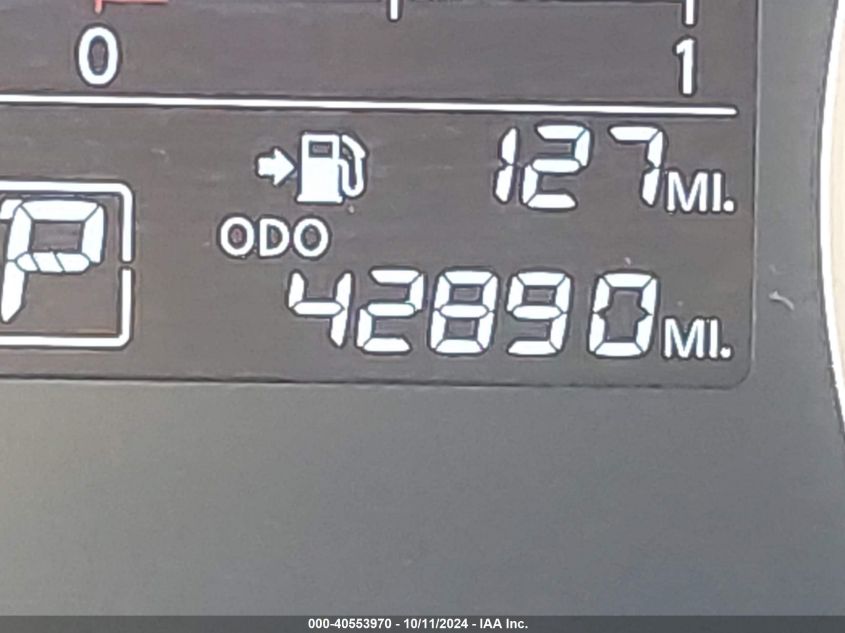 0 1
127 MI.
ODO
P
42890 MI.
000-40553970 - 10/11/2024 - IAA Inc.